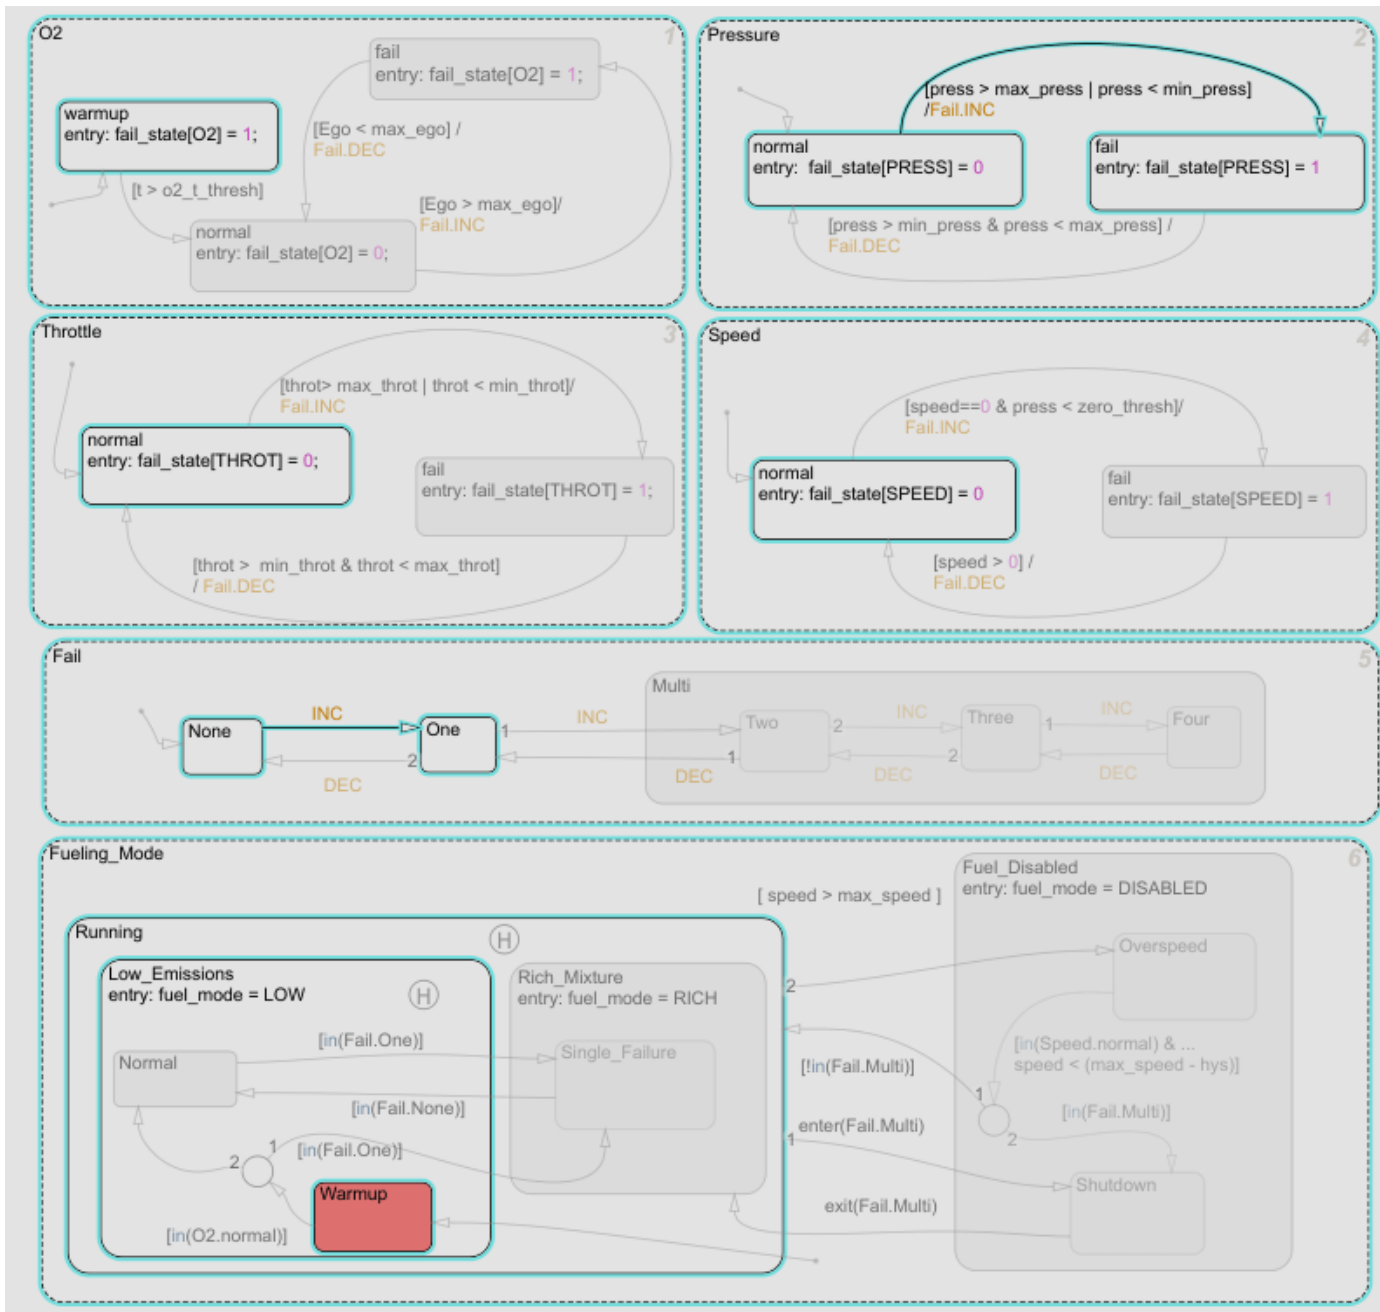 O2
1
fail
entry: fail_state[O2] = 1;
warmup
entry: fail_state[O2] = 1;
[Ego < max_ego] /
Fail.DEC
[t > o2_t_thresh]
[Ego > max_ego]/
Fail.INC
normal
entry: fail_state[O2] = 0;
Pressure
2
[press > max_press | press < min_press]
/Fail.INC
normal
entry:  fail_state[PRESS] = 0
fail
entry: fail_state[PRESS] = 1
[press > min_press & press < max_press] /
Fail.DEC
Throttle
3
[throt> max_throt | throt < min_throt]/
Fail.INC
normal
entry: fail_state[THROT] = 0;
fail
entry: fail_state[THROT] = 1;
[throt >  min_throt & throt < max_throt]
/ Fail.DEC
Speed
4
[speed==0 & press < zero_thresh]/
Fail.INC
normal
entry: fail_state[SPEED] = 0
fail
entry: fail_state[SPEED] = 1
[speed > 0] /
Fail.DEC
Fail
5
Multi
None
INC
One
1
INC
Two
2
INC
Three
1
INC
Four
DEC
2
DEC
1
DEC
2
DEC
Fueling_Mode
6
[ speed > max_speed ]
Fuel_Disabled
entry: fuel_mode = DISABLED
Running
H
Overspeed
Low_Emissions
entry: fuel_mode = LOW
H
Rich_Mixture
entry: fuel_mode = RICH
2
[in(Fail.One)]
Normal
Single_Failure
[!in(Fail.Multi)]
[in(Speed.normal) & ...
speed < (max_speed - hys)]
[in(Fail.None)]
1
[in(Fail.Multi)]
2
enter(Fail.Multi)
1
1
[in(Fail.One)]
2
Warmup
Shutdown
exit(Fail.Multi)
[in(O2.normal)]